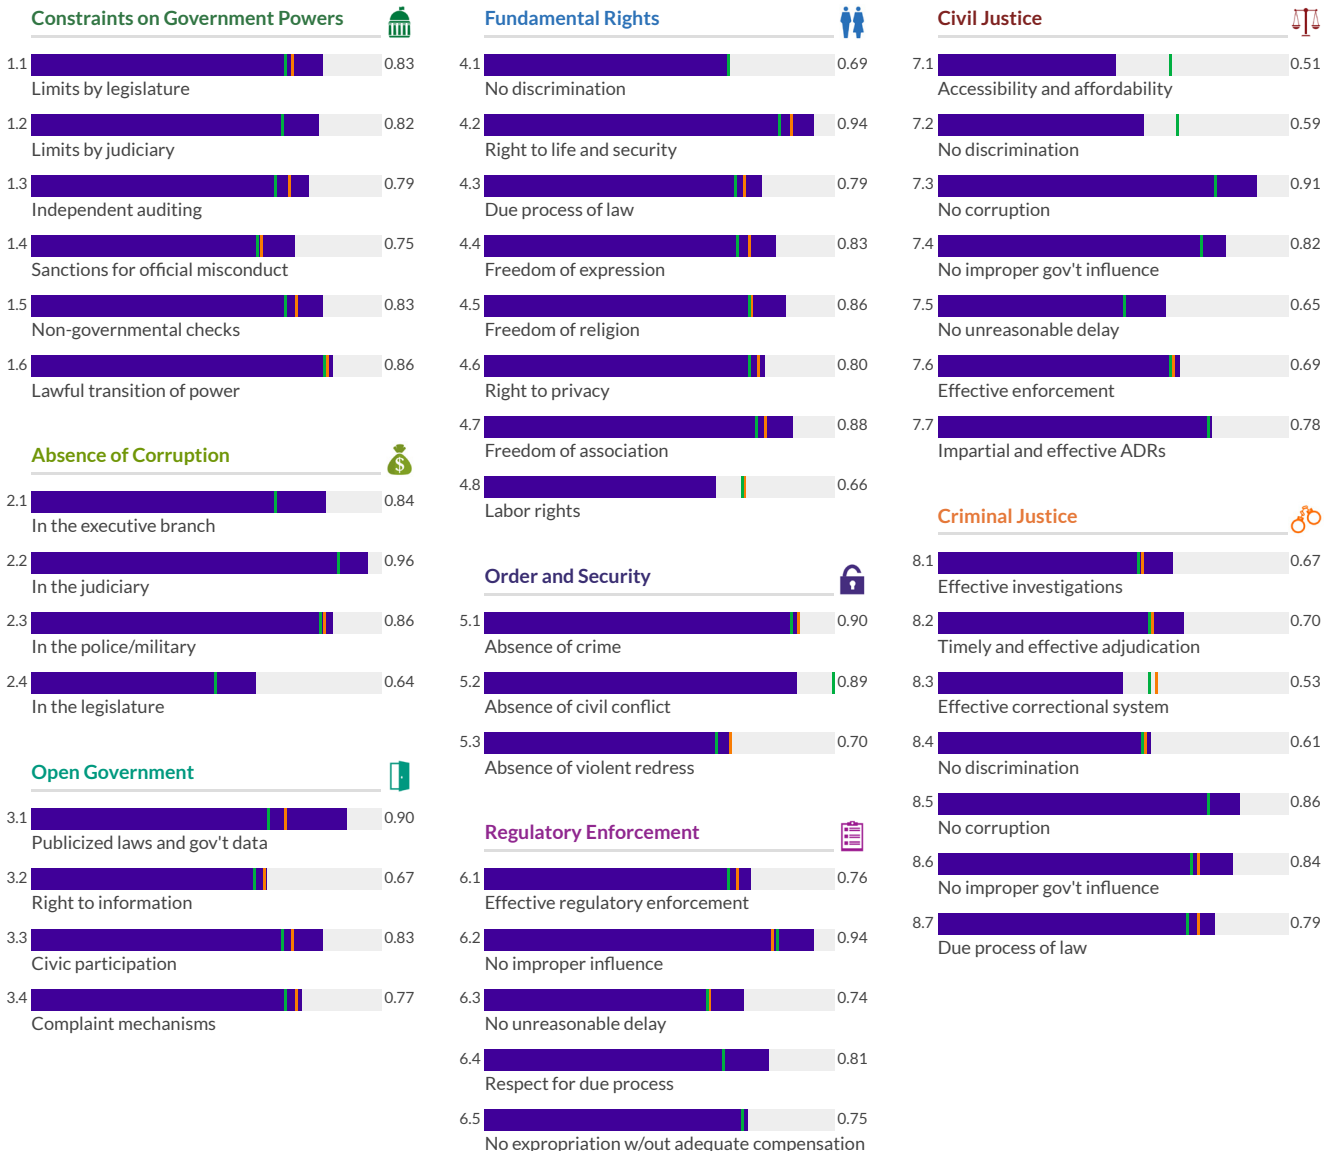 Constraints on Government Powers
1.1 0.83
Limits by legislature
1.2 0.82
Limits by judiciary
1.3 0.79
Independent auditing
1.4 0.75
Sanctions for official misconduct
1.5 0.83
Non-governmental checks
1.6 0.86
Lawful transition of power
Absence of Corruption
$
2.1 0.84
In the executive branch
2.2 0.96
In the judiciary
2.3 0.86
In the police/military
2.4 0.64
In the legislature
Open Government
3.1 0.90
Publicized laws and gov't data
3.2 0.67
Right to information
3.3 0.83
Civic participation
3.4 0.77
Complaint mechanisms
Fundamental Rights
4.1 0.69
No discrimination
4.2 0.94
Right to life and security
4.3 0.79
Due process of law
4.4 0.83
Freedom of expression
4.5 0.86
Freedom of religion
4.6 0.80
Right to privacy
4.7 0.88
Freedom of association
4.8 0.66
Labor rights
Order and Security
5.1 0.90
Absence of crime
5.2 0.89
Absence of civil conflict
5.3 0.70
Absence of violent redress
Regulatory Enforcement
6.1 0.76
Effective regulatory enforcement
6.2 0.94
No improper influence
6.3 0.74
No unreasonable delay
6.4 0.81
Respect for due process
6.5 0.75
No expropriation w/out adequate compensation
Civil Justice
7.1 0.51
Accessibility and affordability
7.2 0.59
No discrimination
7.3 0.91
No corruption
7.4 0.82
No improper gov't influence
7.5 0.65
No unreasonable delay
7.6 0.69
Effective enforcement
7.7 0.78
Impartial and effective ADRs
Criminal Justice
8.1 0.67
Effective investigations
8.2 0.70
Timely and effective adjudication
8.3 0.53
Effective correctional system
8.4 0.61
No discrimination
8.5 0.86
No corruption
8.6 0.84
No improper gov't influence
8.7 0.79
Due process of law